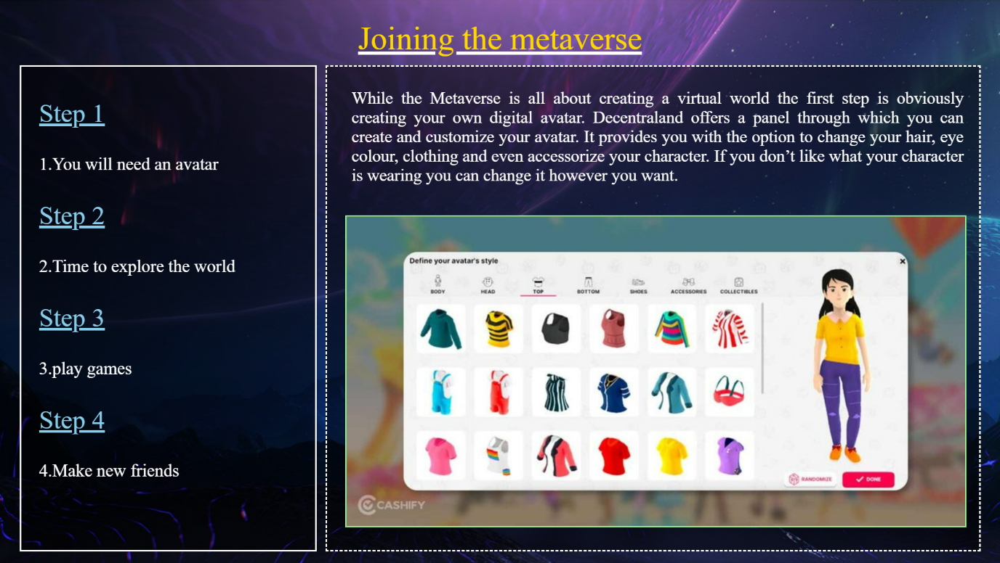 Joining the metaverse
Step 1
1.You will need an avatar
Step 2
2.Time to explore the world
Step 3
3.play games
Step 4
4.Make new friends
While the Metaverse is all about creating a virtual world the first step is obviously
creating your own digital avatar. Decentraland offers a panel through which you can
create and customize your avatar. It provides you with the option to change your hair, eye
colour, clothing and even accessorize your character. If you don’t like what your character
is wearing you can change it however you want.
Define your avatar's style
BODY HEAD TOP BOTTOM SHOES ACCESSORIES COLLECTIBLES
RANDOMIZE DONE
CASHIFY